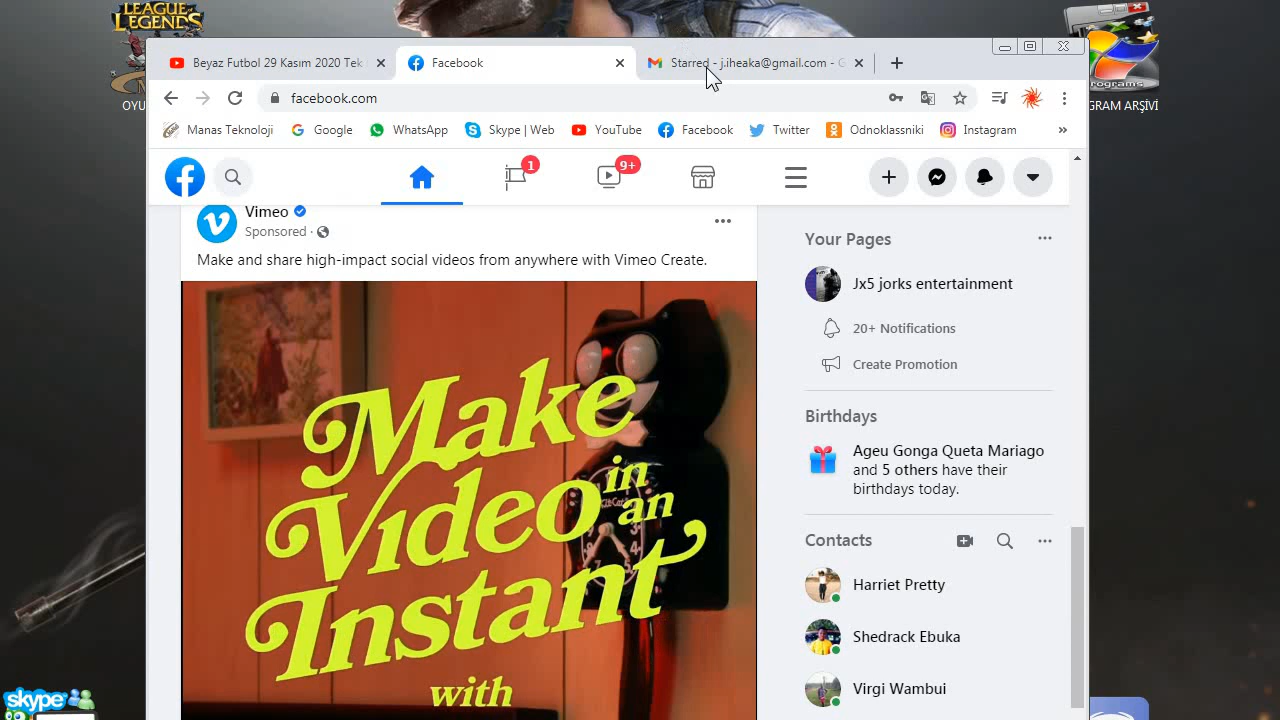 LEAGUE OF
LEGENDS
OYU
Programs
GRAM ARŞİVİ
Beyaz Futbol 29 Kasım 2020 Tek
Facebook
Starred - j.iheaka@gmail.com - G
facebook.com
Manas Teknoloji
Google
WhatsApp
Skype | Web
YouTube
Facebook
Twitter
Odnoklassniki
Instagram
»
1
9+
Vimeo
Sponsored ·
Make and share high-impact social videos from anywhere with Vimeo Create.
Make
Video in an
Instant
with
Your Pages
Jx5 jorks entertainment
20+ Notifications
Create Promotion
Birthdays
Ageu Gonga Queta Mariago
and 5 others have their
birthdays today.
Contacts
Harriet Pretty
Shedrack Ebuka
Virgi Wambui
skype